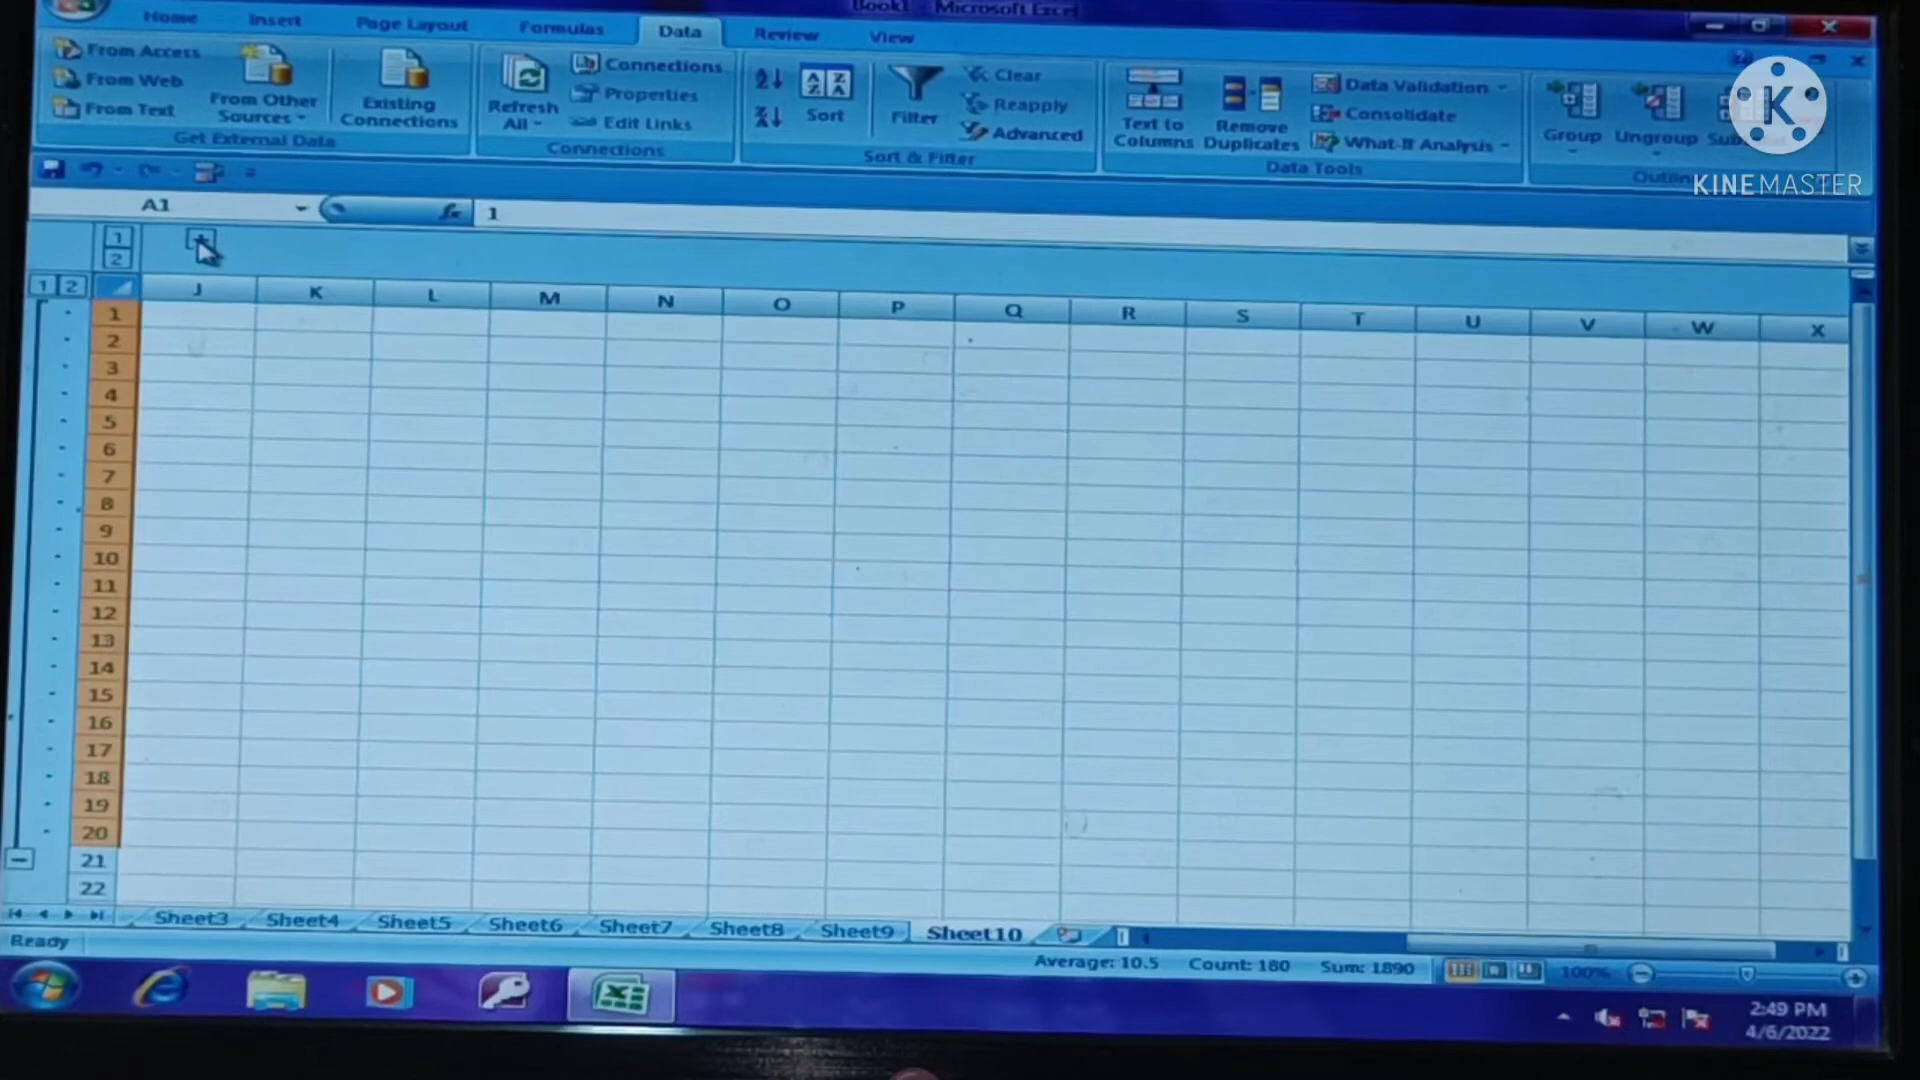 Book1 - Microsoft Excel
Home Insert Page Layout Formulas Data Review View
From Access
From Web
From Text
From Other Sources
Existing Connections
Get External Data
Refresh All
Connections
Properties
Edit Links
Connections
Sort
Filter
Clear
Reapply
Advanced
Sort & Filter
Text to Columns
Remove Duplicates
Data Validation
Consolidate
What-If Analysis
Data Tools
Group
Ungroup
KINEMASTER
A1 fx 1
1
2
1 2 J K L M N O P Q R S T U V W X
1
2
3
4
5
6
7
8
9
10
11
12
13
14
15
16
17
18
19
20
21
22
Sheet3 Sheet4 Sheet5 Sheet6 Sheet7 Sheet8 Sheet9 Sheet10
Ready Average: 10.5 Count: 180 Sum: 1890 100%
2:49 PM
4/6/2022